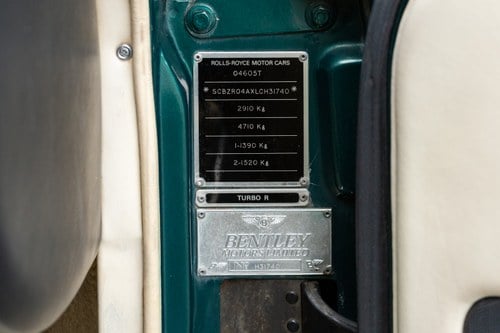 ROLLS-ROYCE MOTOR CARS
04605T
*SCBZR04AXLCH31740*
2910 Kg
4710 Kg
1-1390 Kg
2-1520 Kg
TURBO R
B
BENTLEY
MOTORS LIMITED